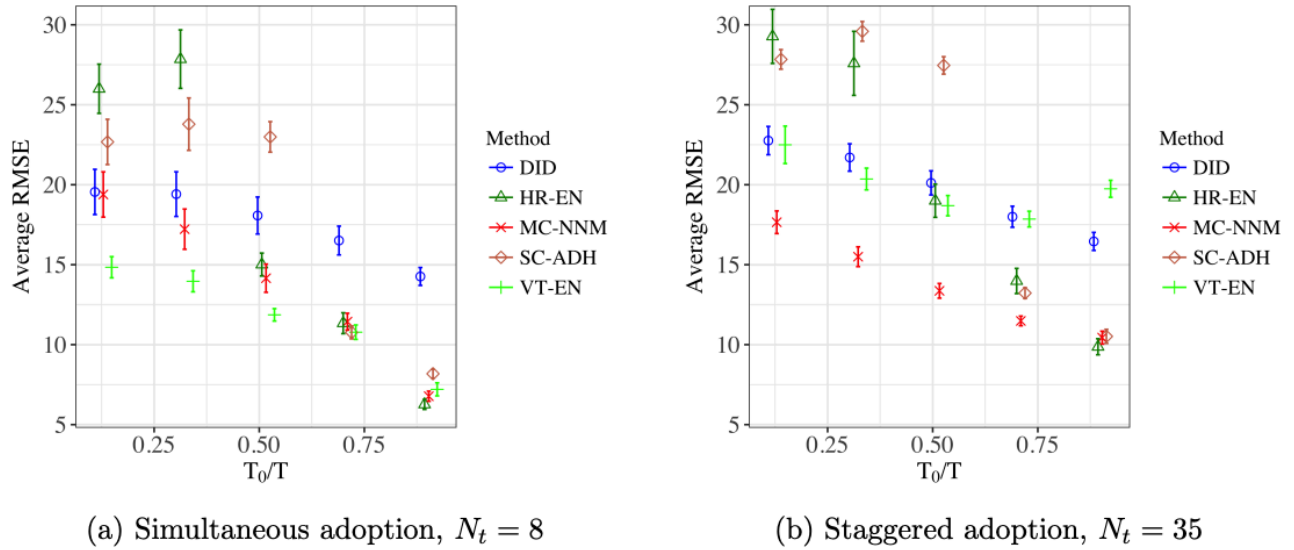 30
25
20
15
10
5
Average RMSE
0.25 0.50 0.75
T₀/T
Method
DID
HR-EN
MC-NNM
SC-ADH
VT-EN
(a) Simultaneous adoption, Nₜ = 8
30
25
20
15
10
5
Average RMSE
0.25 0.50 0.75
T₀/T
Method
DID
HR-EN
MC-NNM
SC-ADH
VT-EN
(b) Staggered adoption, Nₜ = 35